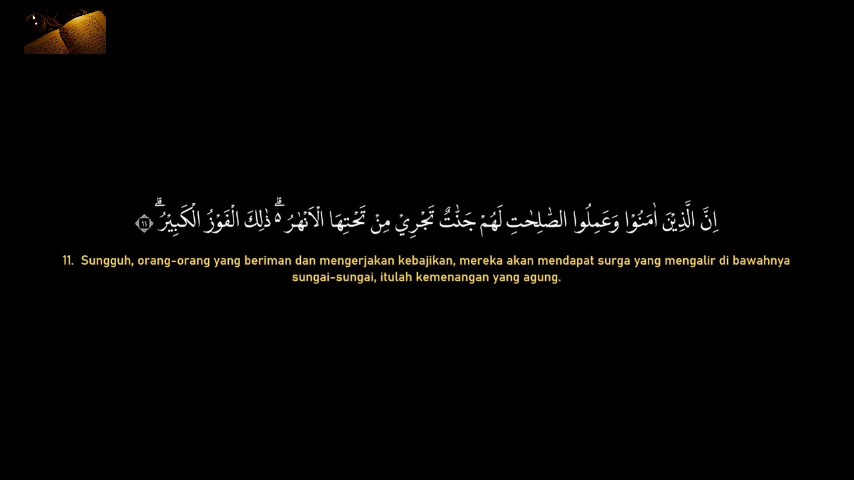 اِنَّ الَّذِيْنَ اٰمَنُوْا وَعَمِلُوا الصّٰلِحٰتِ لَهُمْ جَنّٰتٌ تَجْرِيْ مِنْ تَحْتِهَا الْاَنْهٰرُ ەۗ ذٰلِكَ الْفَوْزُ الْكَبِيْرُۗ ١١
11. Sungguh, orang-orang yang beriman dan mengerjakan kebajikan, mereka akan mendapat surga yang mengalir di bawahnya
sungai-sungai, itulah kemenangan yang agung.